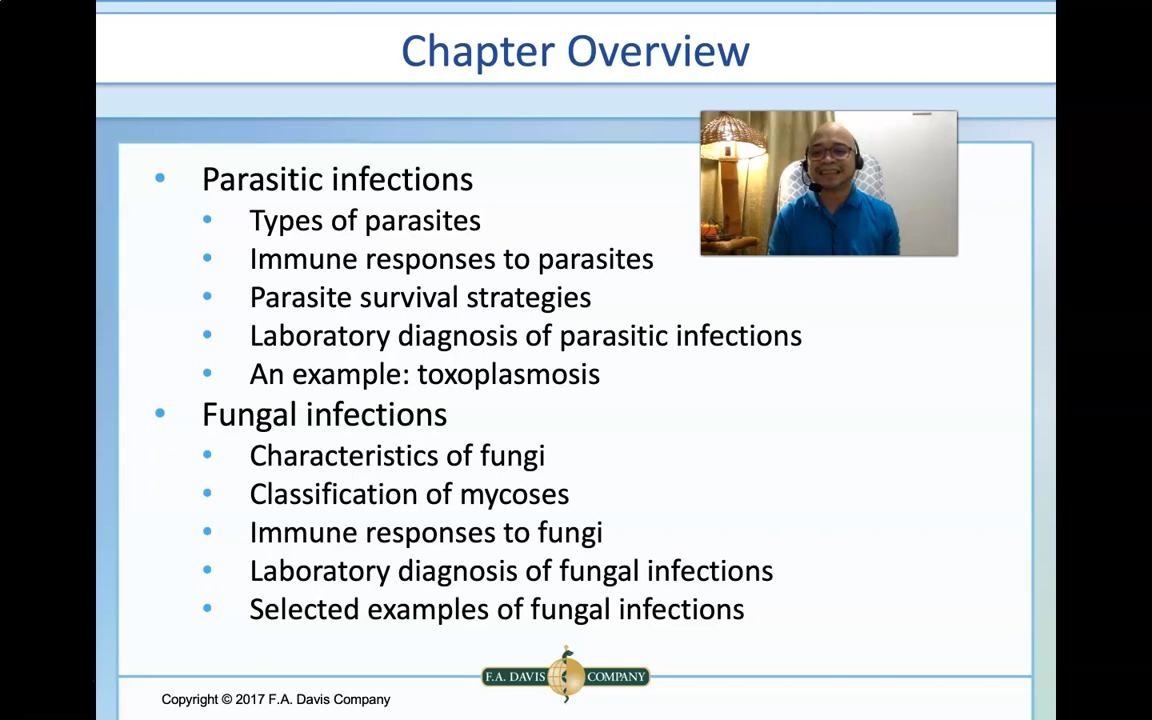 Chapter Overview
• Parasitic infections
• Types of parasites
• Immune responses to parasites
• Parasite survival strategies
• Laboratory diagnosis of parasitic infections
• An example: toxoplasmosis
• Fungal infections
• Characteristics of fungi
• Classification of mycoses
• Immune responses to fungi
• Laboratory diagnosis of fungal infections
• Selected examples of fungal infections
F.A. DAVIS COMPANY
Copyright © 2017 F.A. Davis Company